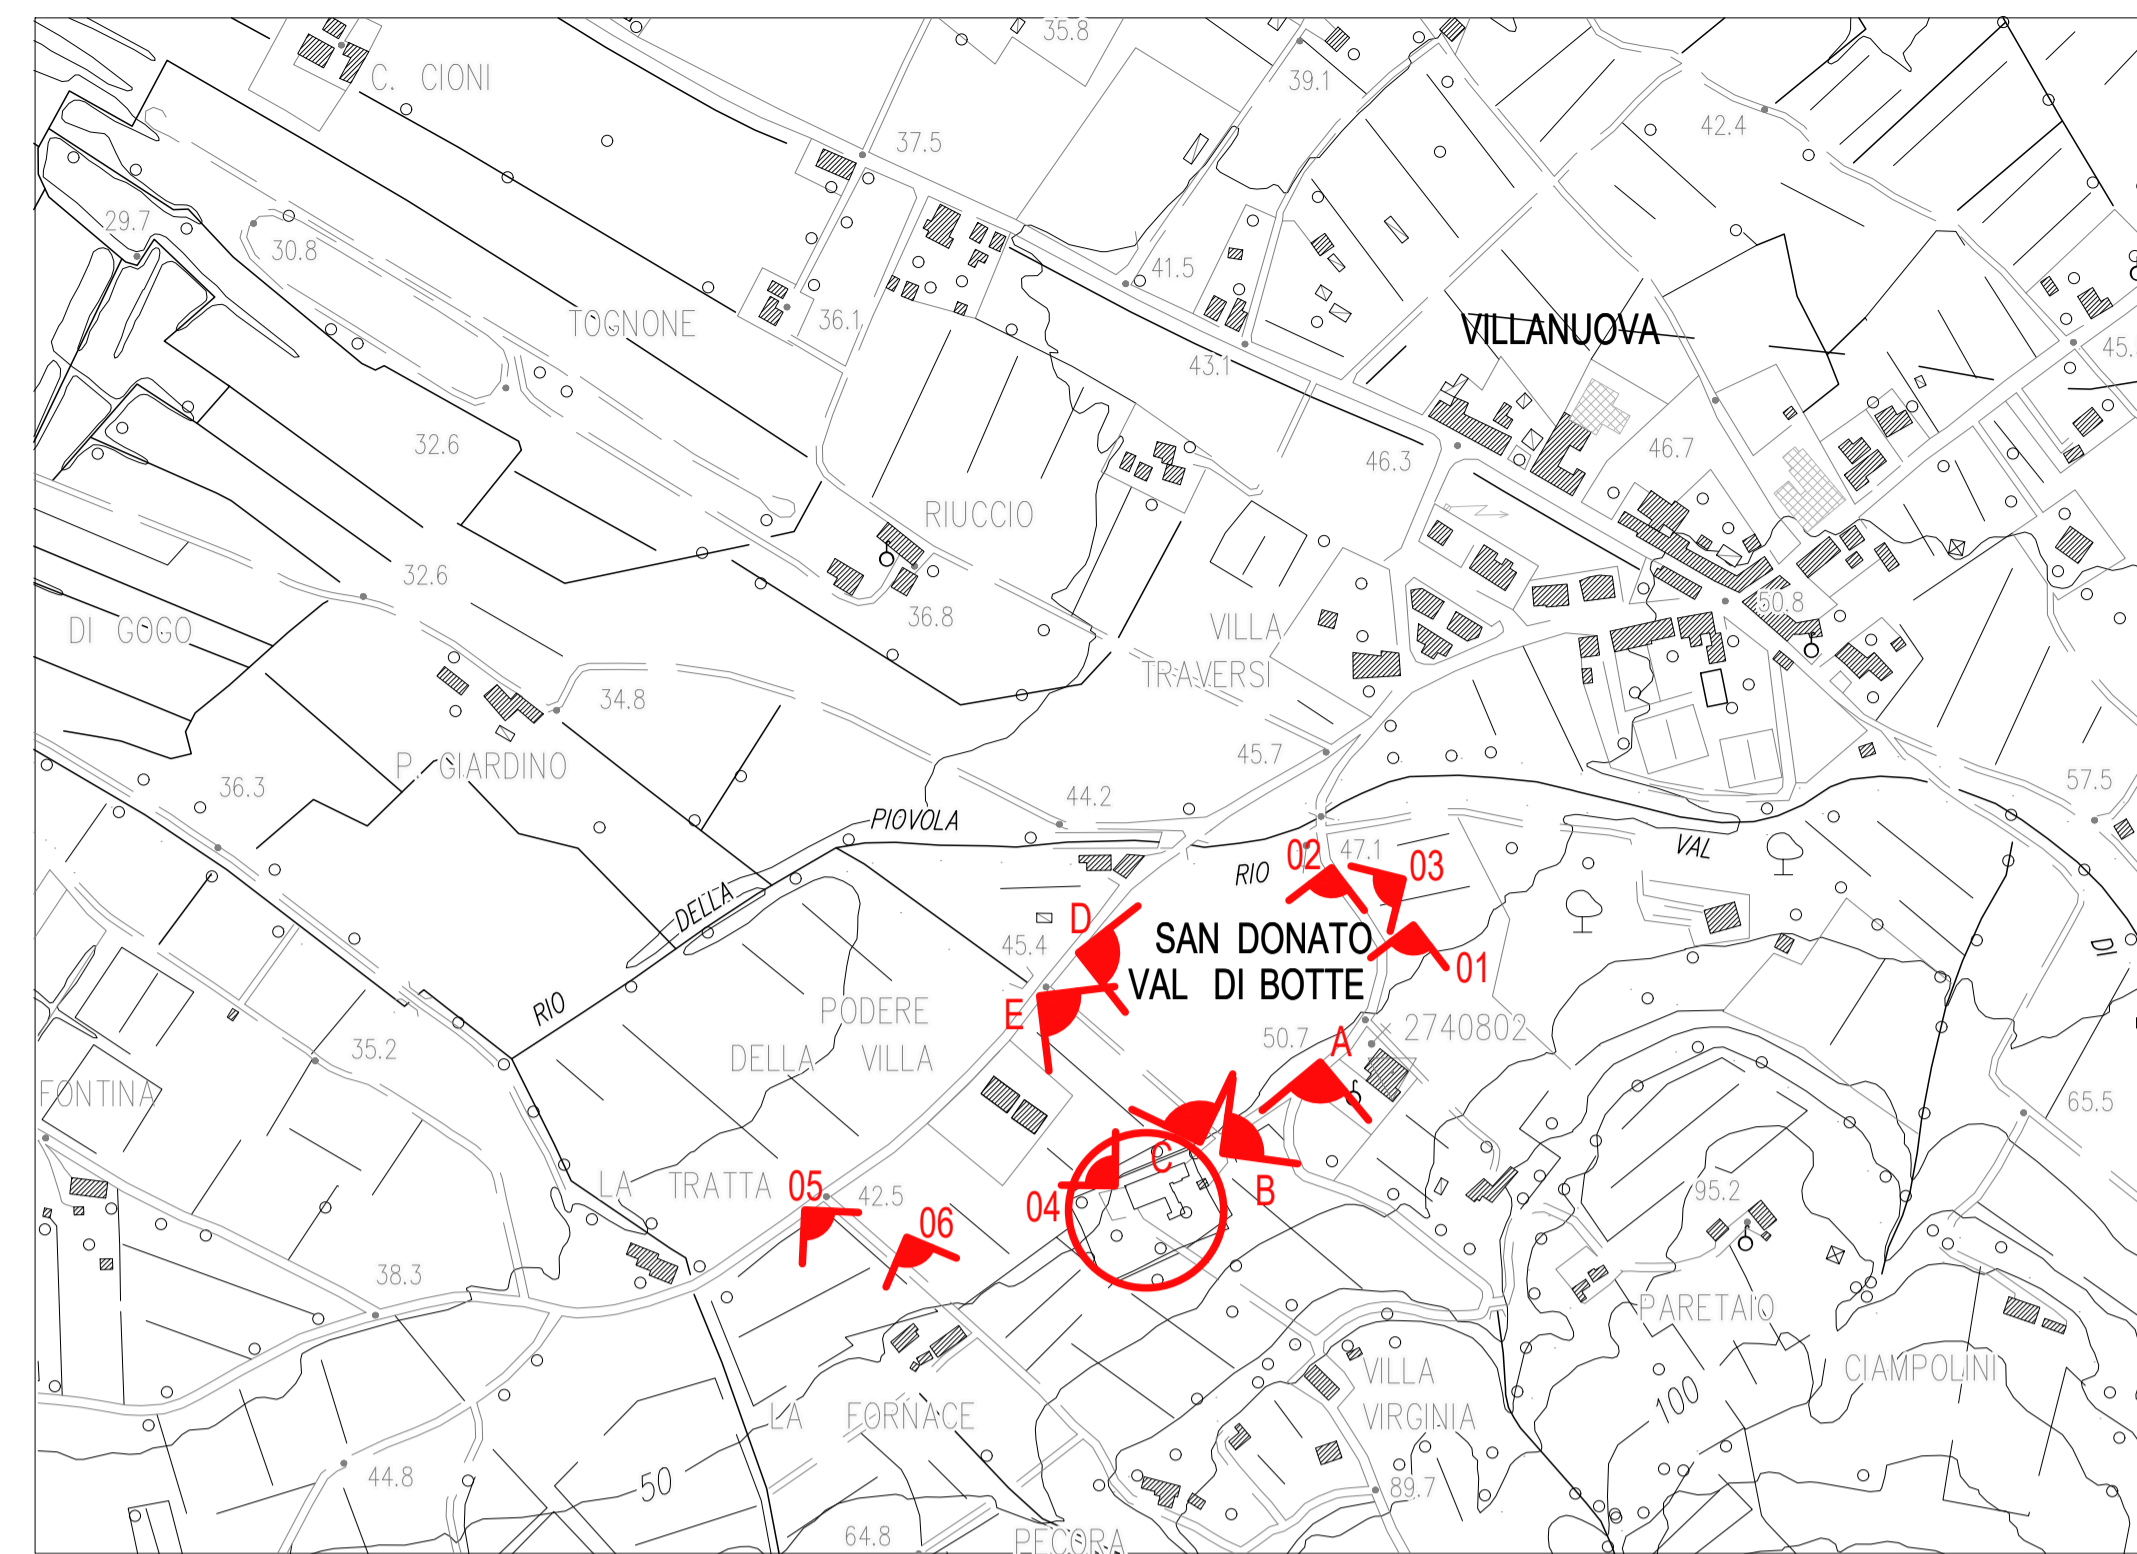 35.8
C. CIONI
39.1
42.4
37.5
29.7
30.8
41.5
TOGNONE
36.1
VILLANUOVA
43.1
45.
32.6
46.3
46.7
RIUCCIO
32.6
36.8
50.8
DI GOGO
VILLA
TRAVERSI
34.8
45.7
P. GIARDINO
36.3
44.2
57.5
PIOVOLA
47.1
VAL
02
03
RIO
DELLA
D
45.4
SAN DONATO
DI
01
VAL DI BOTTE
RIO
PODERE
E
50.7
A
2740802
35.2
DELLA VILLA
FONTINA
65.5
C
LA TRATTA
05
42.5
04
B
95.2
06
38.3
PARETAIO
VILLA
CIAMPOLINI
100
LA FORNACE
VIRGINIA
44.8
50
89.7
64.8
PECORA